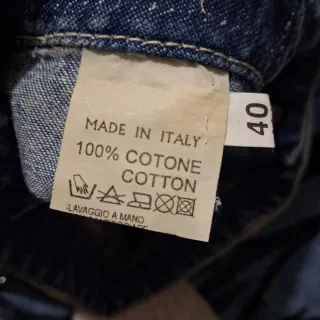 MADE IN ITALY
100% COTONE
COTTON
LAVAGGIO A MANO
40